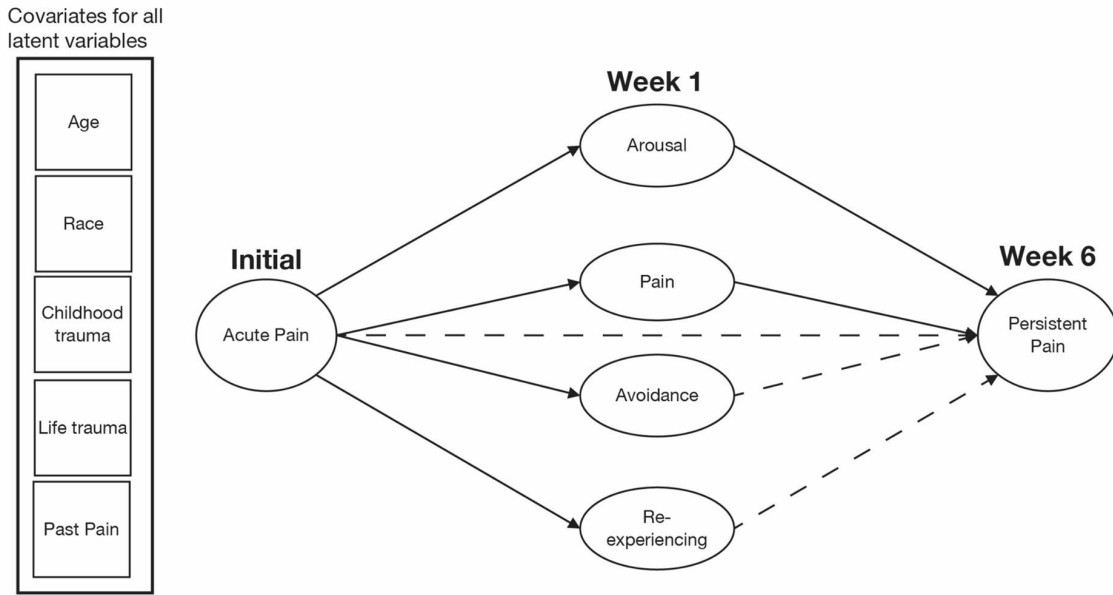 Covariates for all
latent variables
Age
Race
Childhood
trauma
Life trauma
Past Pain
Initial
Acute Pain
Week 1
Arousal
Pain
Avoidance
Re-
experiencing
Week 6
Persistent
Pain